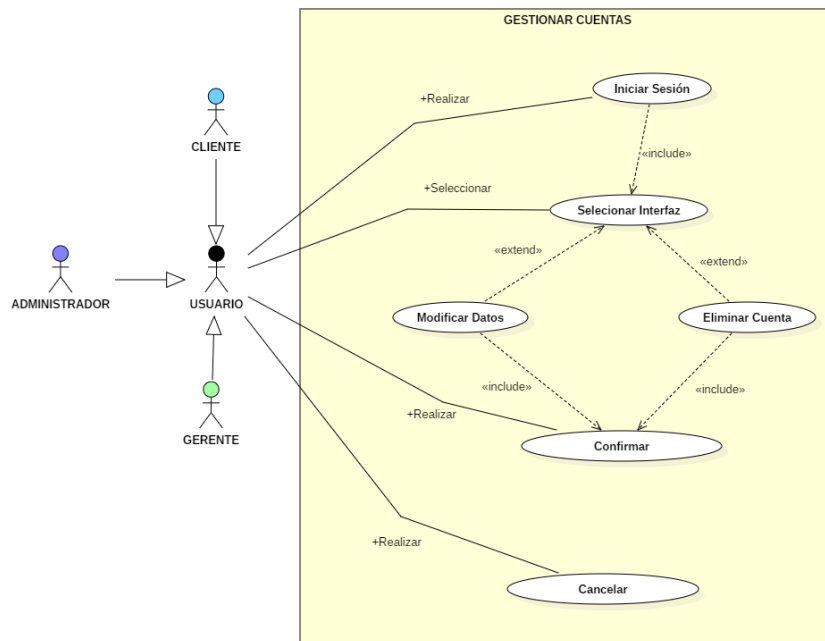 GESTIONAR CUENTAS
Iniciar Sesión
+Realizar
CLIENTE
«include»
+Seleccionar
Selecionar Interfaz
«extend»
«extend»
ADMINISTRADOR
USUARIO
Modificar Datos
Eliminar Cuenta
«include»
«include»
+Realizar
GERENTE
Confirmar
+Realizar
Cancelar